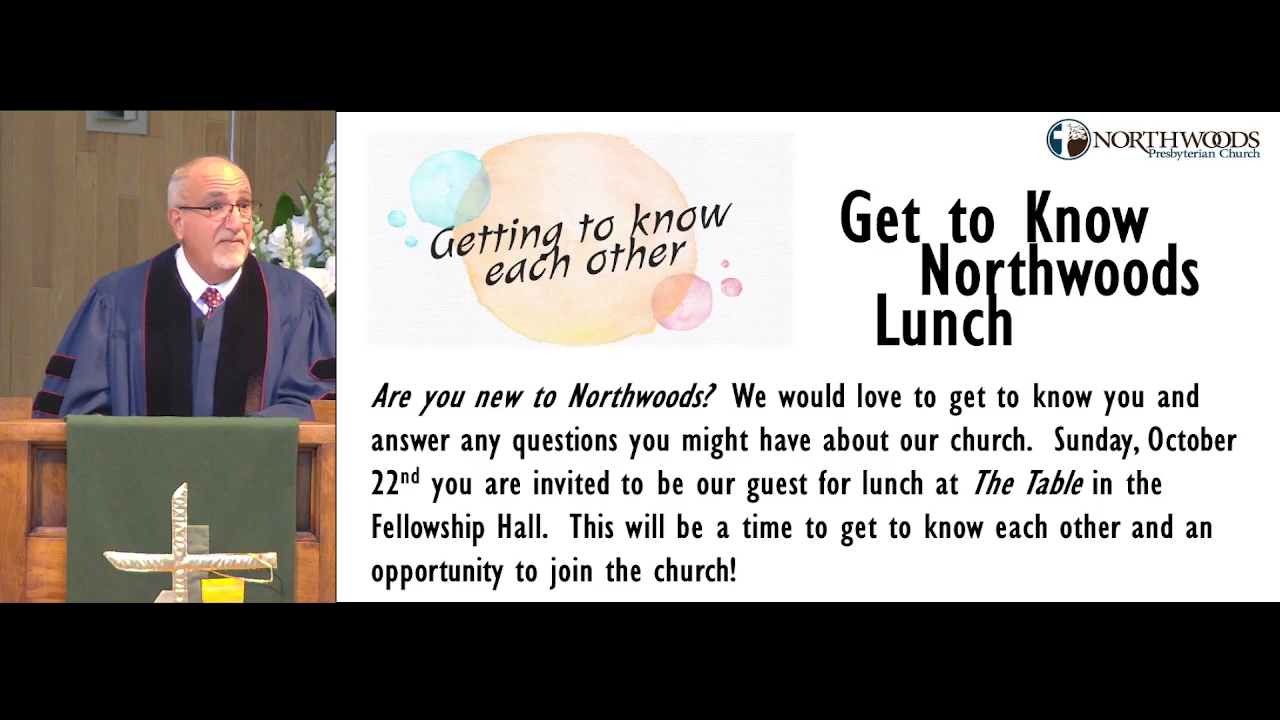 NORTHWOODS
Presbyterian Church
Getting to know
each other
Get to Know
Northwoods
Lunch
Are you new to Northwoods? We would love to get to know you and
answer any questions you might have about our church. Sunday, October
22nd you are invited to be our guest for lunch at The Table in the
Fellowship Hall. This will be a time to get to know each other and an
opportunity to join the church!